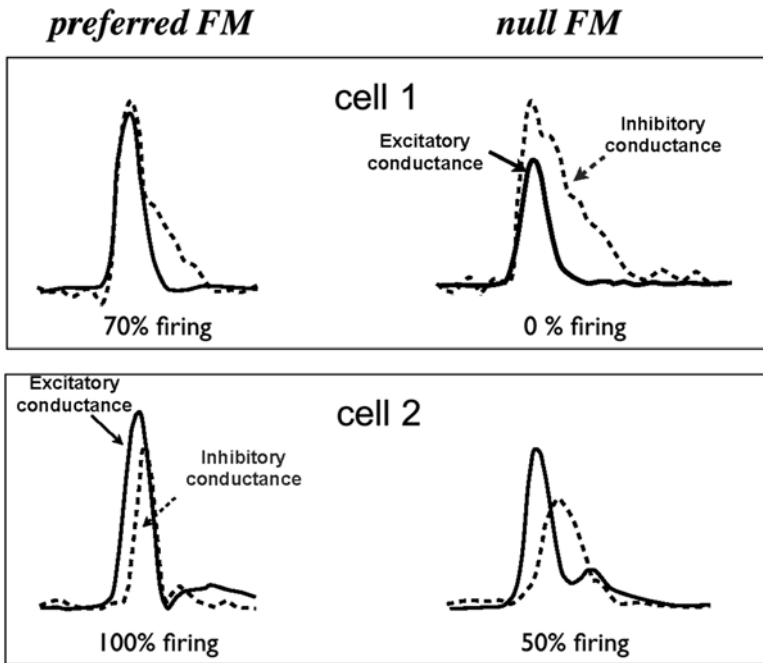 preferred FM
null FM
cell 1
Excitatory
conductance
Inhibitory
conductance
70% firing
0 % firing
Excitatory
conductance
cell 2
Inhibitory
conductance
100% firing
50% firing